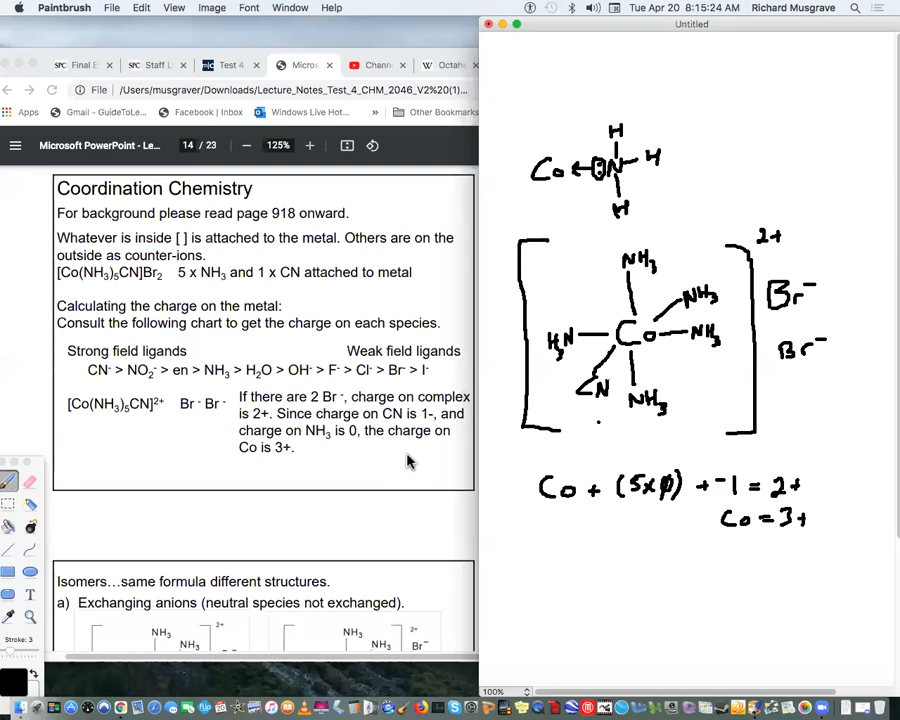 Paintbrush File Edit View Image Font Window Help Tue Apr 20 8:15:24 AM Richard Musgrave
Untitled
Final E Staff L Test 4 Micros Chann Octahe
File /Users/musgraver/Downloads/Lecture_Notes_Test_4_CHM_2046_V2%20(1)...
Apps Gmail - GuideToLe... Facebook | Inbox Windows Live Hot... » Other Bookmarks
Microsoft PowerPoint - Le... 14 / 23 — 125% +
Coordination Chemistry
For background please read page 918 onward.
Whatever is inside [ ] is attached to the metal. Others are on the
outside as counter-ions.
[Co(NH₃)₅CN]Br₂ 5 x NH₃ and 1 x CN attached to metal
Calculating the charge on the metal:
Consult the following chart to get the charge on each species.
Strong field ligands Weak field ligands
CN⁻ > NO₂⁻ > en > NH₃ > H₂O > OH⁻ > F⁻ > Cl⁻ > Br⁻ > I⁻
[Co(NH₃)₅CN]²⁺ Br⁻ Br⁻
If there are 2 Br⁻, charge on complex
is 2+. Since charge on CN is 1-, and
charge on NH₃ is 0, the charge on
Co is 3+.
Isomers…same formula different structures.
a) Exchanging anions (neutral species not exchanged).
NH₃ 2+
NH₃
NH₃ 2+
NH₃ Br⁻
Stroke: 3
H
Co ← : N H
H
2+
NH₃
NH₃ Br⁻
H₃N Co NH₃
Br⁻
CN NH₃
Co + (5x0) + -1 = 2+
Co = 3+
100%